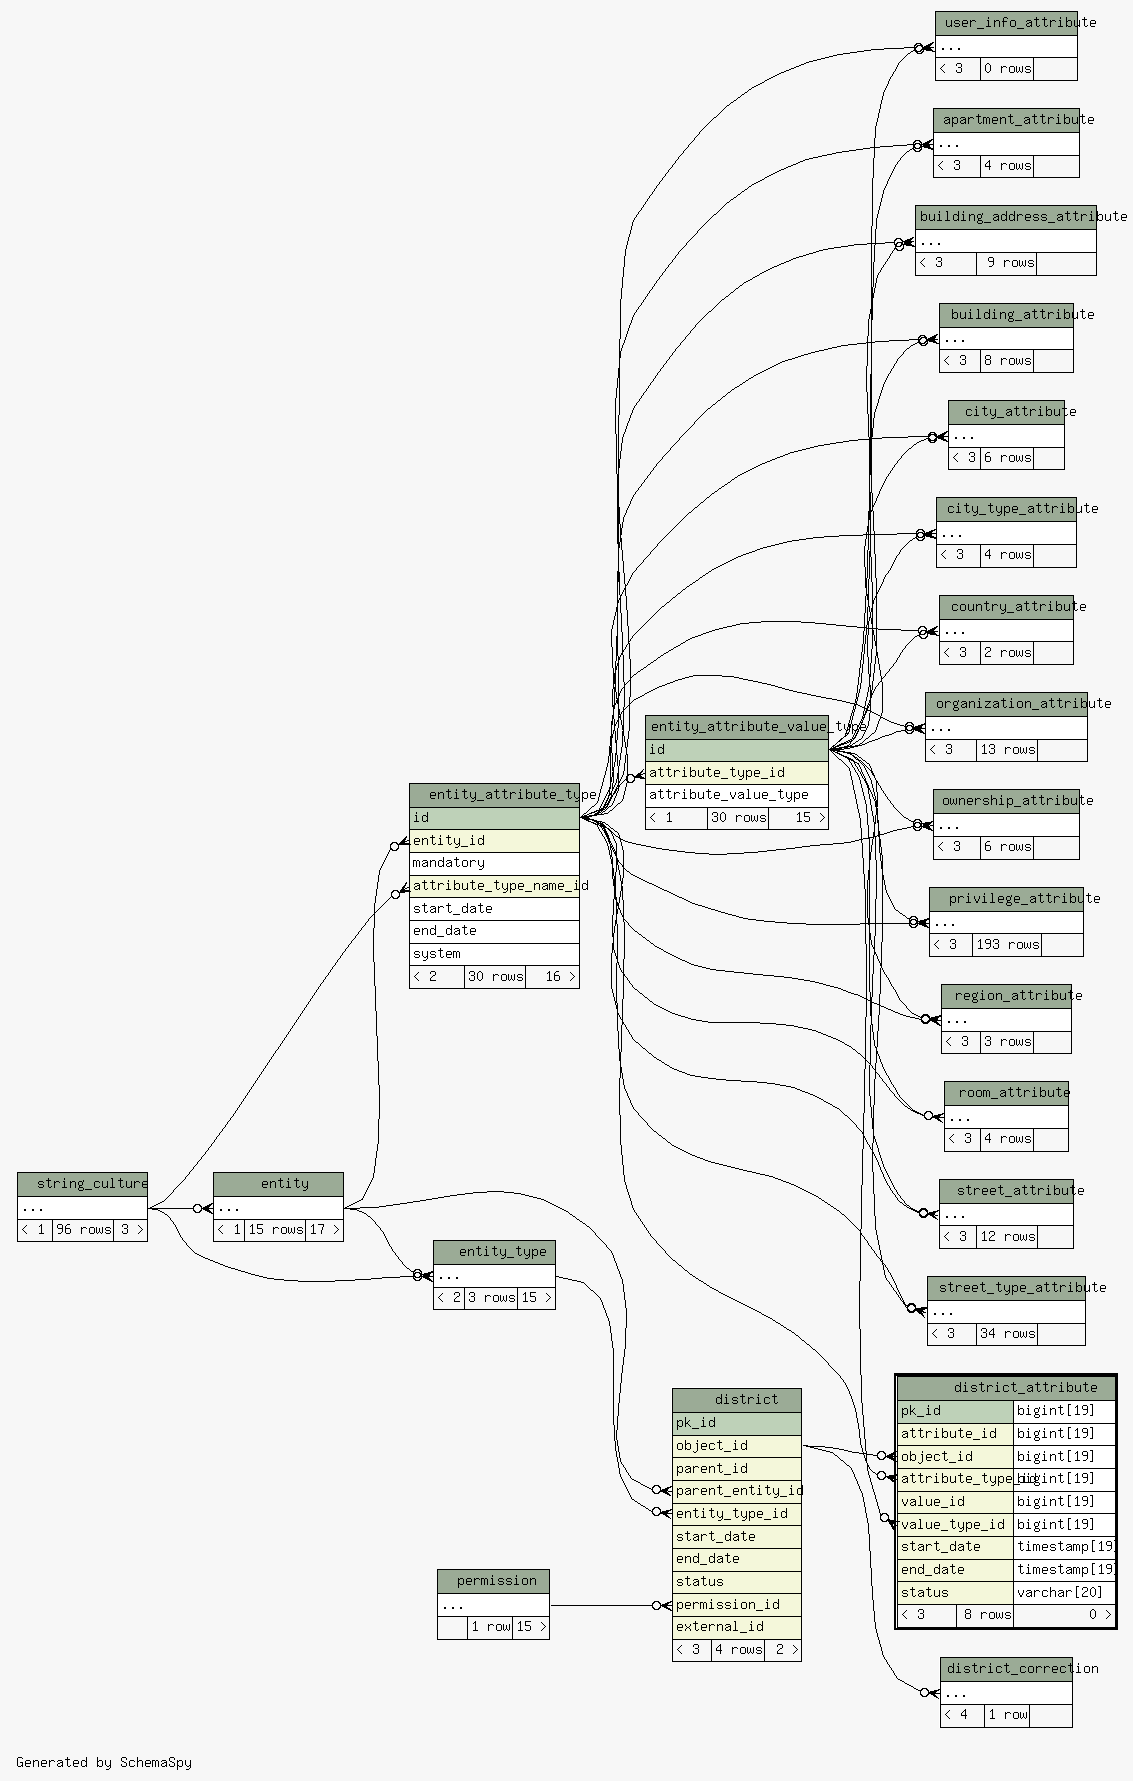 user_info_attribute
...
< 3 0 rows
apartment_attribute
...
< 3 4 rows
building_address_attribute
...
< 3 9 rows
building_attribute
...
< 3 8 rows
city_attribute
...
< 3 6 rows
city_type_attribute
...
< 3 4 rows
country_attribute
...
< 3 2 rows
organization_attribute
...
< 3 13 rows
entity_attribute_value_type
id
attribute_type_id
attribute_value_type
< 1 30 rows 15 >
entity_attribute_type
id
entity_id
mandatory
attribute_type_name_id
start_date
end_date
system
< 2 30 rows 16 >
ownership_attribute
...
< 3 6 rows
privilege_attribute
...
< 3 193 rows
region_attribute
...
< 3 3 rows
room_attribute
...
< 3 4 rows
string_culture
...
< 1 96 rows 3 >
entity
...
< 1 15 rows 17 >
entity_type
...
< 2 3 rows 15 >
street_attribute
...
< 3 12 rows
street_type_attribute
...
< 3 34 rows
district
pk_id
object_id
parent_id
parent_entity_id
entity_type_id
start_date
end_date
status
permission_id
external_id
< 3 4 rows 2 >
permission
...
1 row 15 >
district_attribute
pk_id bigint[19]
attribute_id bigint[19]
object_id bigint[19]
attribute_type_id bigint[19]
value_id bigint[19]
value_type_id bigint[19]
start_date timestamp[19]
end_date timestamp[19]
status varchar[20]
< 3 8 rows 0 >
district_correction
...
< 4 1 row
Generated by SchemaSpy